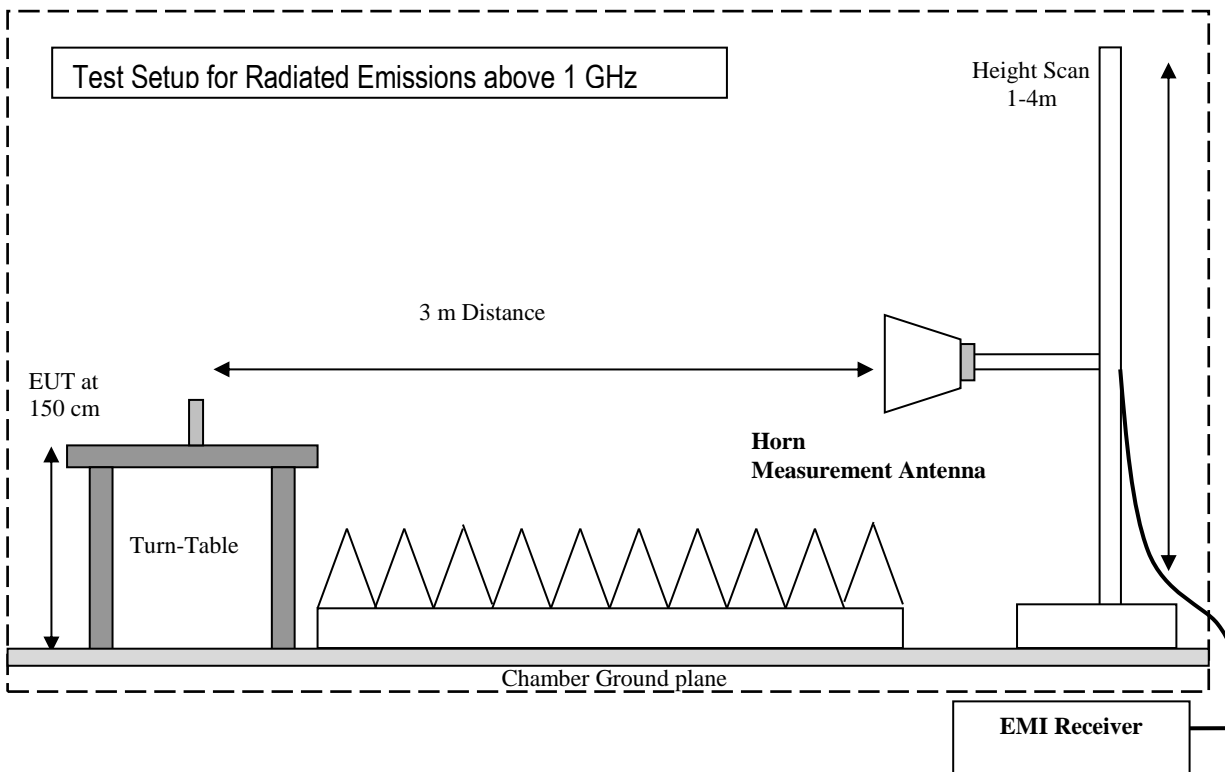 Test Setup for Radiated Emissions above 1 GHz
Height Scan
1-4m
3 m Distance
EUT at
150 cm
Horn
Measurement Antenna
Turn-Table
Chamber Ground plane
EMI Receiver